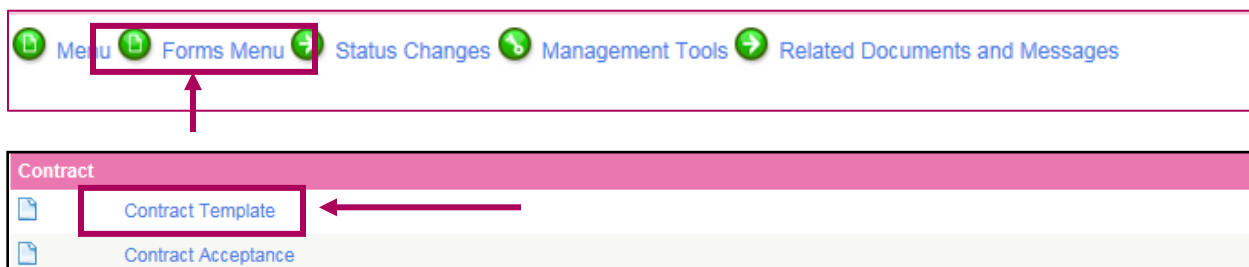 Menu Forms Menu Status Changes Management Tools Related Documents and Messages
Contract
Contract Template
Contract Acceptance